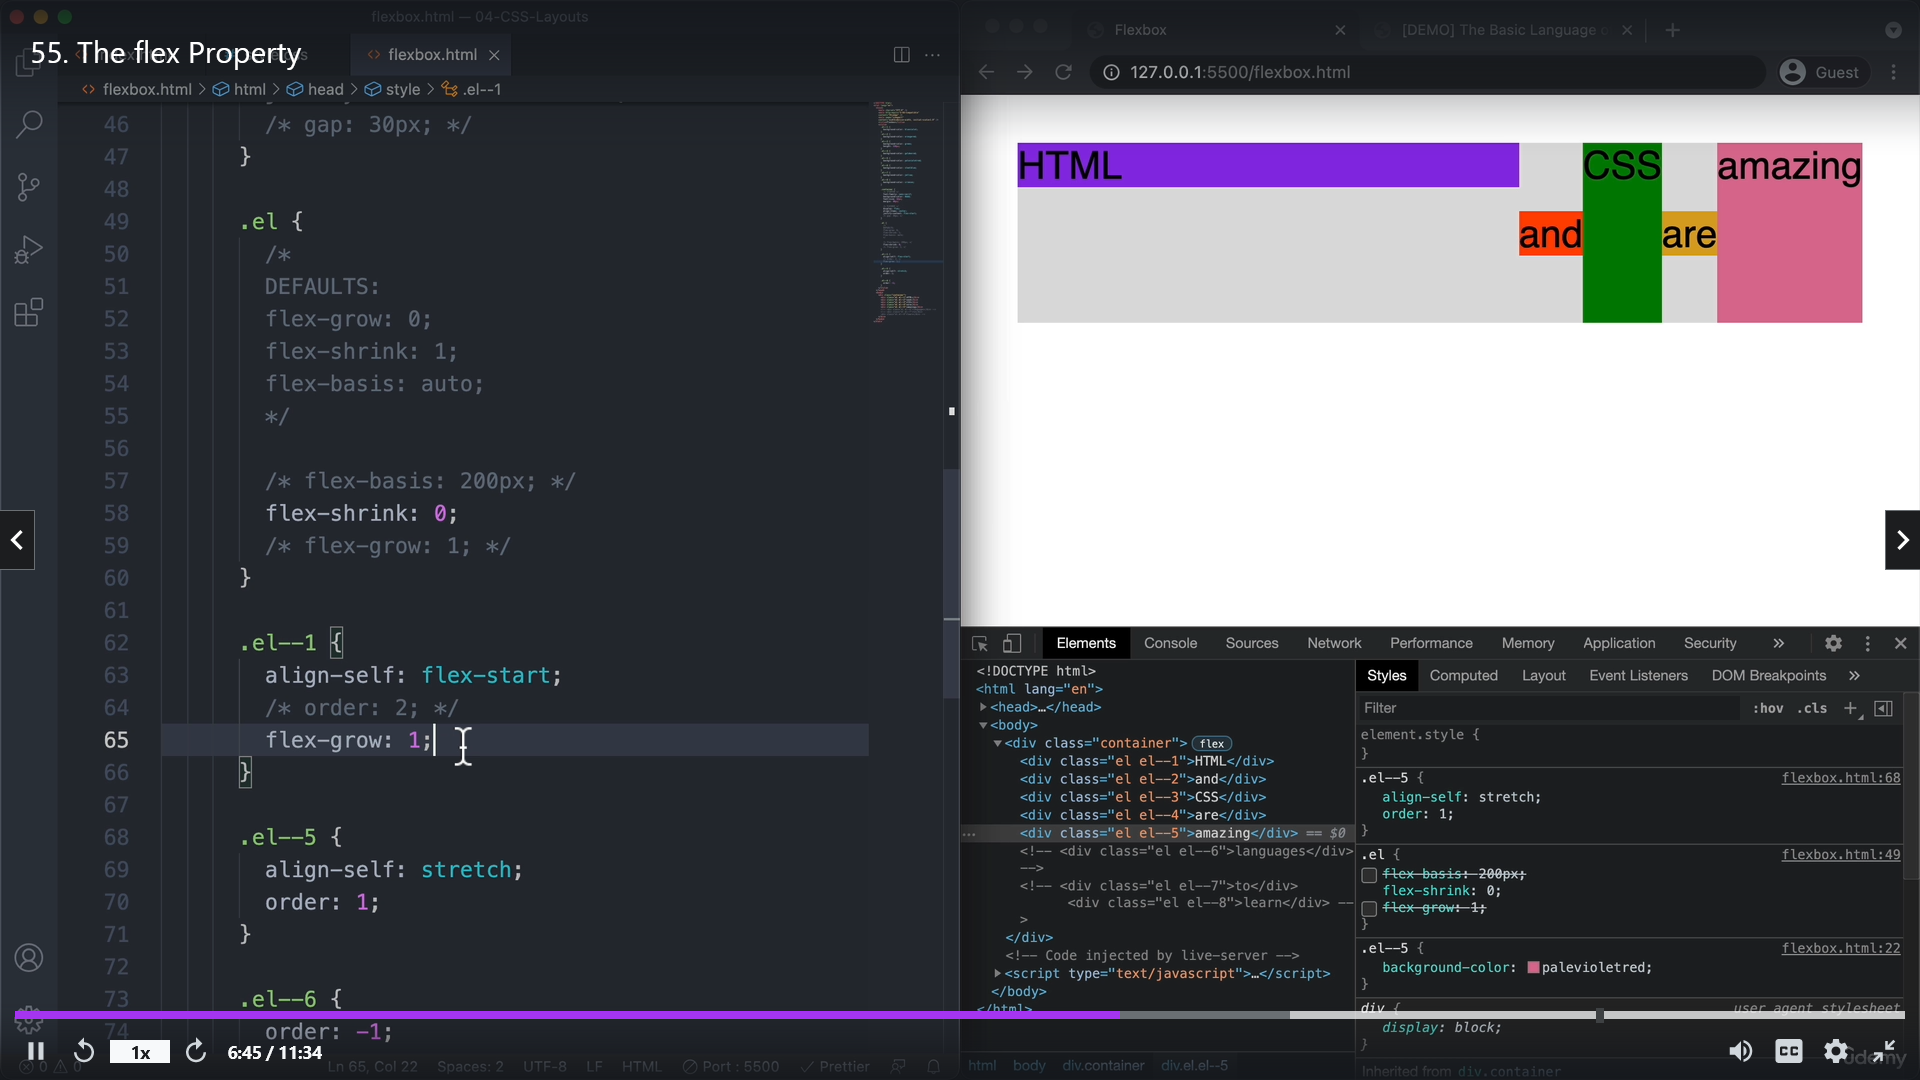 flexbox.html — 04-CSS-Layouts
55. The flex Property
flexbox.html
flexbox.html > html > head > style > .el--1
46 /* gap: 30px; */
47 }
48
49 .el {
50 /*
51 DEFAULTS:
52 flex-grow: 0;
53 flex-shrink: 1;
54 flex-basis: auto;
55 */
56
57 /* flex-basis: 200px; */
58 flex-shrink: 0;
59 /* flex-grow: 1; */
60 }
61
62 .el--1 {
63 align-self: flex-start;
64 /* order: 2; */
65 flex-grow: 1;
66 }
67
68 .el--5 {
69 align-self: stretch;
70 order: 1;
71 }
72
73 .el--6 {
74 order: -1;
1x 6:45 / 11:34
Ln 65, Col 22 Spaces: 2 UTF-8 LF HTML Port : 5500 Prettier
Flexbox
[DEMO] The Basic Language o
127.0.0.1:5500/flexbox.html
Guest
HTML
and
CSS
are
amazing
Elements Console Sources Network Performance Memory Application Security
<!DOCTYPE html>
<html lang="en">
<head>…</head>
<body>
<div class="container"> flex
<div class="el el--1">HTML</div>
<div class="el el--2">and</div>
<div class="el el--3">CSS</div>
<div class="el el--4">are</div>
<div class="el el--5">amazing</div> == $0
<!-- <div class="el el--6">languages</div>
-->
<!-- <div class="el el--7">to</div>
<div class="el el--8">learn</div> --
>
</div>
<!-- Code injected by live-server -->
<script type="text/javascript">…</script>
</body>
</html>
html body div.container div.el.el--5
Styles Computed Layout Event Listeners DOM Breakpoints
Filter :hov .cls
element.style {
}
.el--5 { flexbox.html:68
align-self: stretch;
order: 1;
}
.el { flexbox.html:49
flex-basis: 200px;
flex-shrink: 0;
flex-grow: 1;
}
.el--5 { flexbox.html:22
background-color: palevioletred;
}
div { user agent stylesheet
display: block;
}
Inherited from div.container
CC
ûdemy